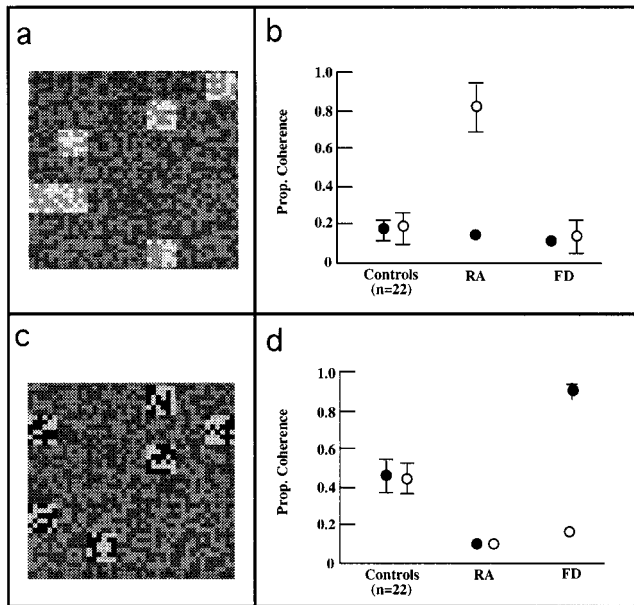 a
b
Prop. Coherence
1.0
0.8
0.6
0.4
0.2
0
Controls
(n=22)
RA
FD
c
d
Prop. Coherence
1.0
0.8
0.6
0.4
0.2
0
Controls
(n=22)
RA
FD